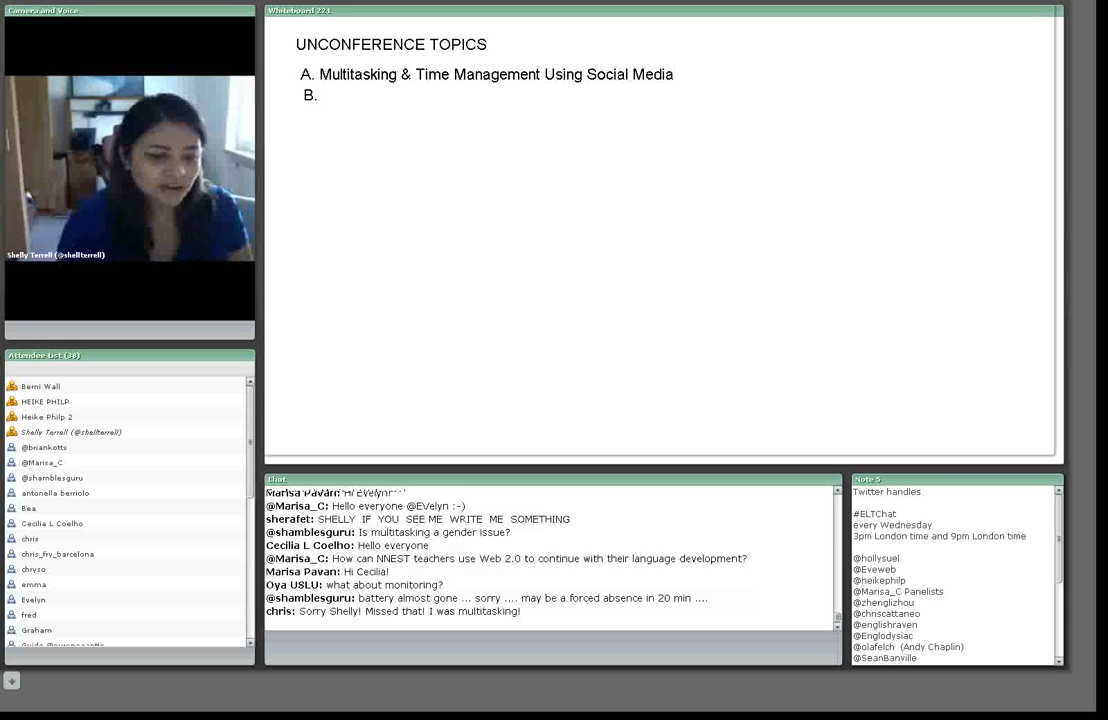 Camera and Voice
Shelly Terrell (@shellterrell)
Attendee List (38)
Berni Wall
HEIKE PHILP
Heike Philp 2
Shelly Terrell (@shellterrell)
@briankotts
@Marisa_C
@shamblesguru
antonella berriolo
Bea
Cecilia L Coelho
chris
chris_fry_barcelona
chryso
emma
Evelyn
fred
Graham
Whiteboard 221
UNCONFERENCE TOPICS
A. Multitasking & Time Management Using Social Media
B.
Chat
Marisa Pavan: Hi Evelyn
@Marisa_C: Hello everyone @EVelyn :-)
sherafet: SHELLY IF YOU SEE ME WRITE ME SOMETHING
@shamblesguru: Is multitasking a gender issue?
Cecilia L Coelho: Hello everyone
@Marisa_C: How can NNEST teachers use Web 2.0 to continue with their language development?
Marisa Pavan: Hi Cecilia!
Oya USLU: what about monitoring?
@shamblesguru: battery almost gone ... sorry .... may be a forced absence in 20 min ....
chris: Sorry Shelly! Missed that! I was multitasking!
Note 5
Twitter handles
#ELTChat
every Wednesday
3pm London time and 9pm London time
@hollysuel
@Eveweb
@heikephilp
@Marisa_C Panelists
@zhenglizhou
@chriscattaneo
@englishraven
@Englodysiac
@olafelch (Andy Chaplin)
@SeanBanville